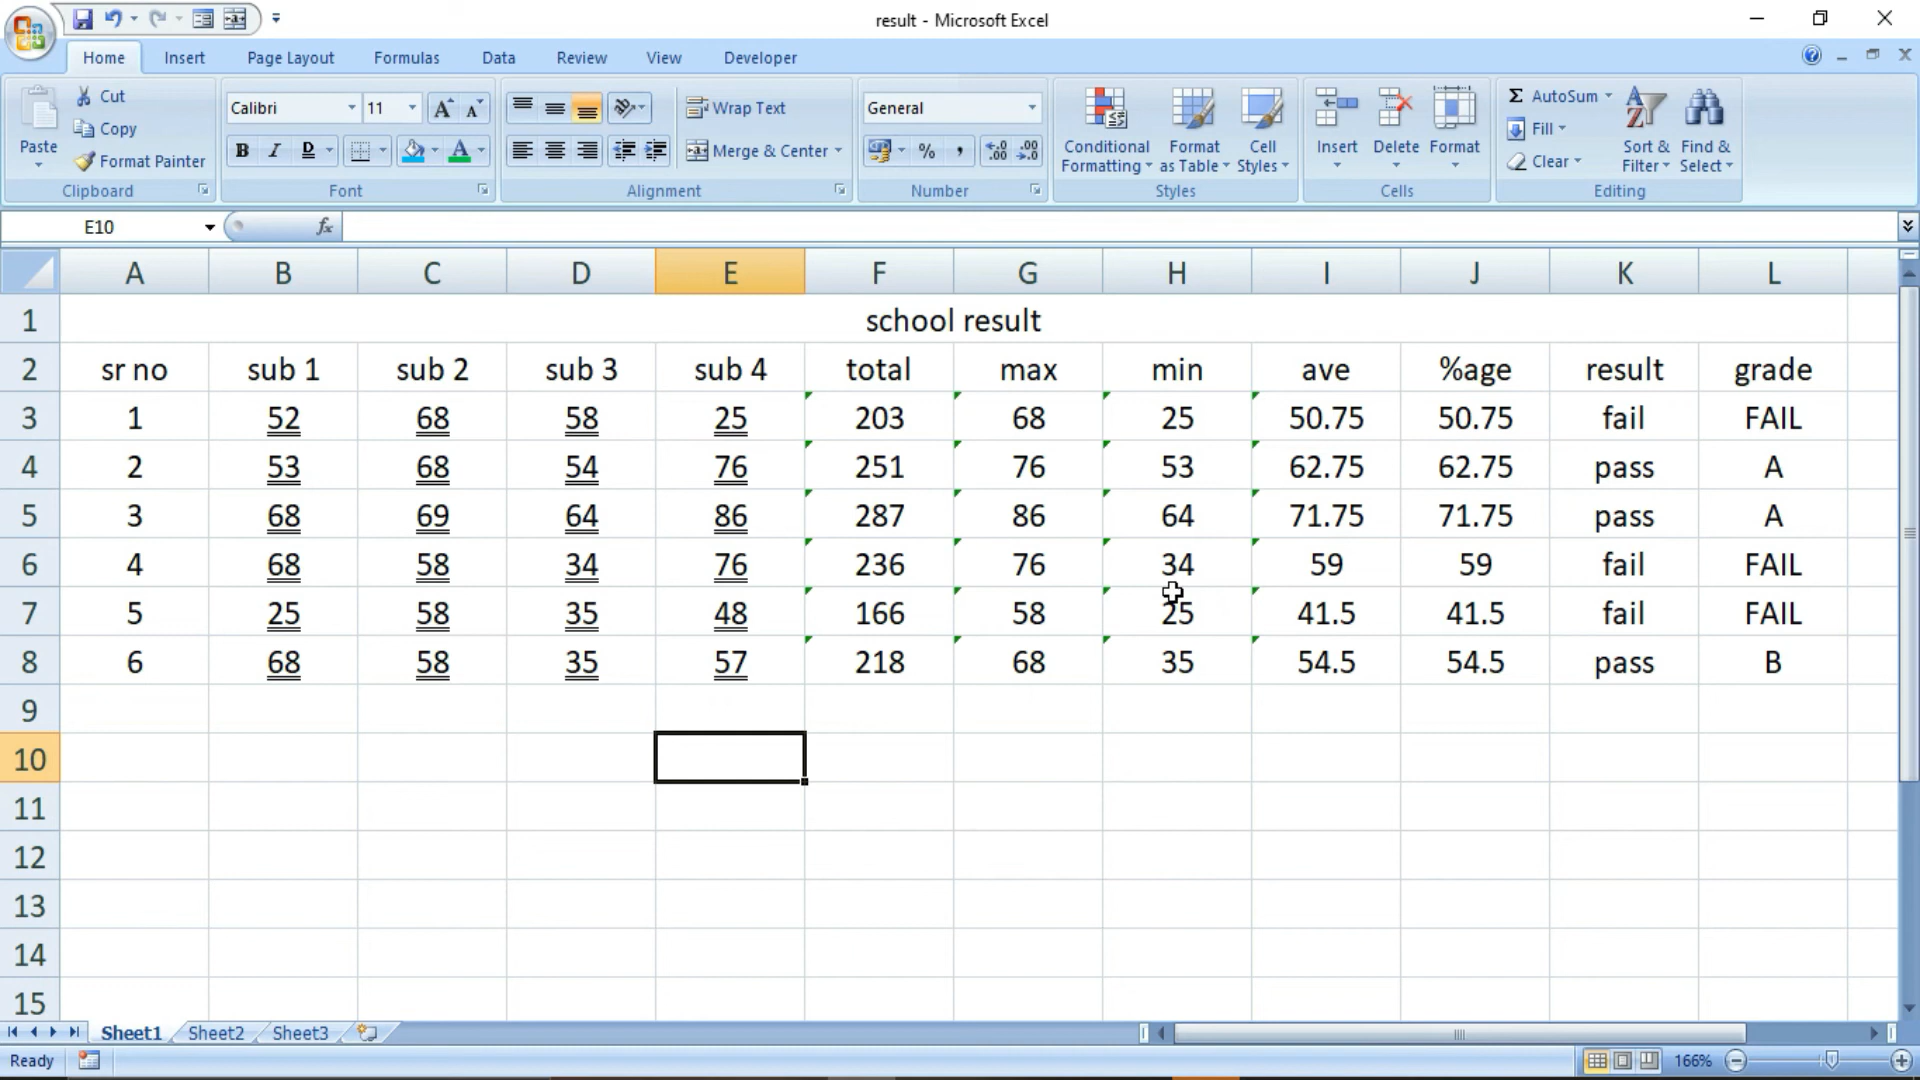 result - Microsoft Excel
Home Insert Page Layout Formulas Data Review View Developer
Paste
Cut
Copy
Format Painter
Clipboard
Calibri 11
B I D
Font
Wrap Text
Merge & Center
Alignment
General
% ,
Number
Conditional Formatting
Format as Table
Cell Styles
Styles
Insert Delete Format
Cells
Σ AutoSum
Fill
Clear
Sort & Filter
Find & Select
Editing
E10 fx
A B C D E F G H I J K L
1 school result
2 sr no sub 1 sub 2 sub 3 sub 4 total max min ave %age result grade
3 1 52 68 58 25 203 68 25 50.75 50.75 fail FAIL
4 2 53 68 54 76 251 76 53 62.75 62.75 pass A
5 3 68 69 64 86 287 86 64 71.75 71.75 pass A
6 4 68 58 34 76 236 76 34 59 59 fail FAIL
7 5 25 58 35 48 166 58 25 41.5 41.5 fail FAIL
8 6 68 58 35 57 218 68 35 54.5 54.5 pass B
9
10
11
12
13
14
15
Sheet1 Sheet2 Sheet3
Ready 166%